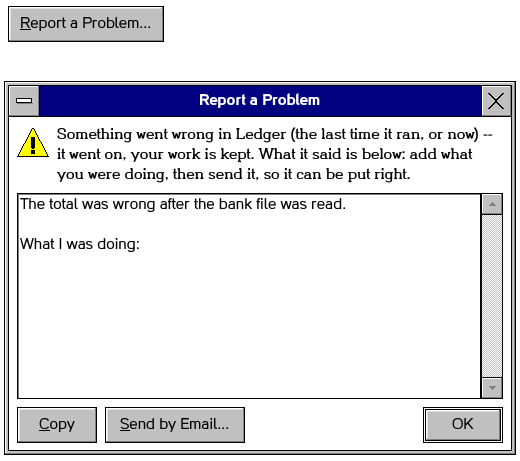 Report a Problem...
Report a Problem
Something went wrong in Ledger (the last time it ran, or now) --
it went on, your work is kept. What it said is below: add what
you were doing, then send it, so it can be put right.
The total was wrong after the bank file was read.
What I was doing:
Copy
Send by Email...
OK